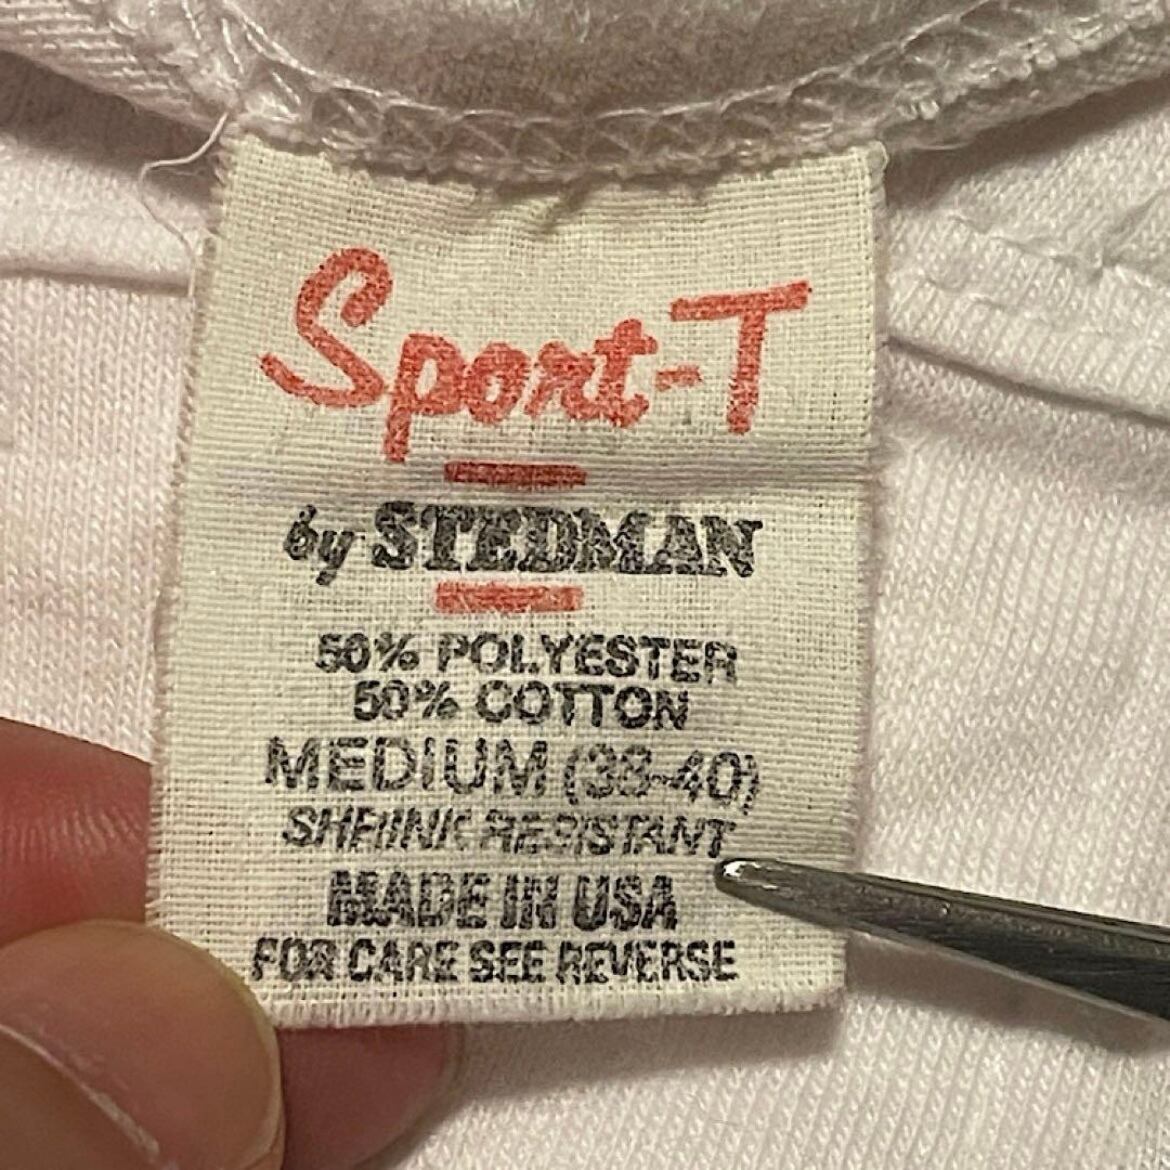 Sport-T
by STEDMAN
50% POLYESTER
50% COTTON
MEDIUM (38-40)
SHRINK RESISTANT
MADE IN USA
FOR CARE SEE REVERSE